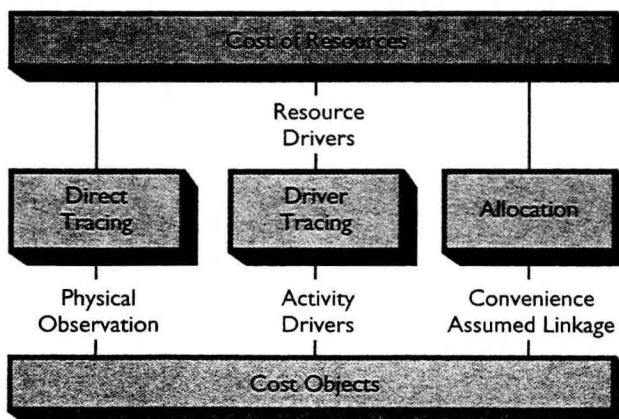 Cost of Resources
Resource
Drivers
Direct
Tracing
Driver
Tracing
Allocation
Physical
Observation
Activity
Drivers
Convenience
Assumed Linkage
Cost Objects